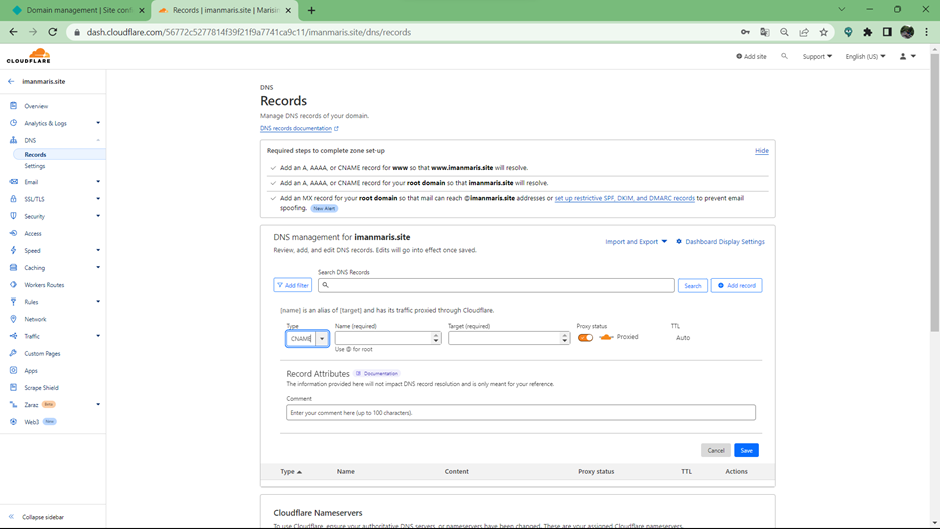 Domain management | Site conf
Records | imanmaris.site | Marisin
dash.cloudflare.com/56772c5277814f39f21f9a7741ca9c11/imanmaris.site/dns/records
CLOUDFLARE
Add site
Support
English (US)
imanmaris.site
Overview
Analytics & Logs
DNS
Records
Settings
Email
SSL/TLS
Security
Access
Speed
Caching
Workers Routes
Rules
Network
Traffic
Custom Pages
Apps
Scrape Shield
Zaraz Beta
Web3 New
Collapse sidebar
DNS
Records
Manage DNS records of your domain.
DNS records documentation
Required steps to complete zone set-up
Hide
Add an A, AAAA, or CNAME record for www so that www.imanmaris.site will resolve.
Add an A, AAAA, or CNAME record for your root domain so that imanmaris.site will resolve.
Add an MX record for your root domain so that mail can reach @imanmaris.site addresses or set up restrictive SPF, DKIM, and DMARC records to prevent email
spoofing. New Alert
DNS management for imanmaris.site
Review, add, and edit DNS records. Edits will go into effect once saved.
Import and Export
Dashboard Display Settings
Search DNS Records
Add filter
Search
Add record
[name] is an alias of [target] and has its traffic proxied through Cloudflare.
Type Name (required) Target (required) Proxy status TTL
CNAME Proxied Auto
Use @ for root
Record Attributes Documentation
The information provided here will not impact DNS record resolution and is only meant for your reference.
Comment
Enter your comment here (up to 100 characters).
Cancel Save
Type Name Content Proxy status TTL Actions
Cloudflare Nameservers
To use Cloudflare, ensure your authoritative DNS servers, or nameservers have been changed. These are your assigned Cloudflare nameservers.